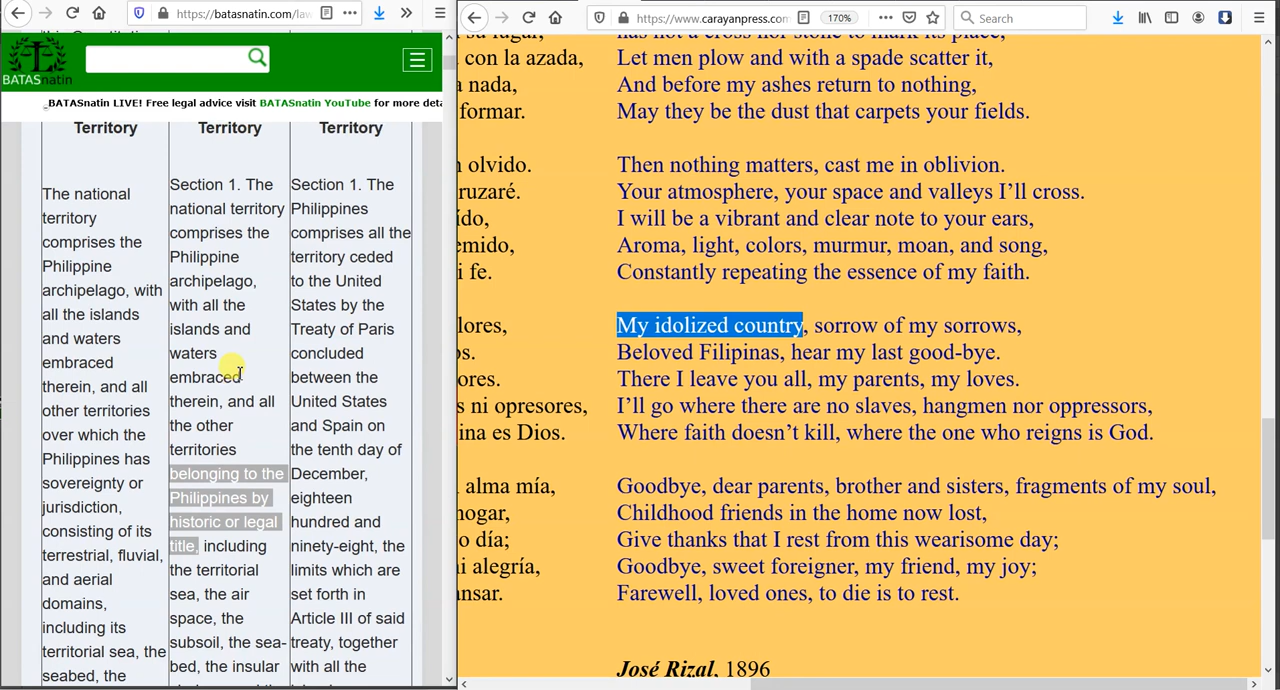 https://batasnatin.com/law
BATASnatin
BATASnatin LIVE! Free legal advice visit BATASnatin YouTube for more deta
Territory
The national
territory
comprises the
Philippine
archipelago, with
all the islands
and waters
embraced
therein, and all
other territories
over which the
Philippines has
sovereignty or
jurisdiction,
consisting of its
terrestrial, fluvial,
and aerial
domains,
including its
territorial sea, the
seabed, the
Territory
Section 1. The
national territory
comprises the
Philippine
archipelago,
with all the
islands and
waters
embraced
therein, and all
the other
territories
belonging to the
Philippines by
historic or legal
title, including
the territorial
sea, the air
space, the
subsoil, the sea-
bed, the insular
Territory
Section 1. The
Philippines
comprises all the
territory ceded
to the United
States by the
Treaty of Paris
concluded
between the
United States
and Spain on
the tenth day of
December,
eighteen
hundred and
ninety-eight, the
limits which are
set forth in
Article III of said
treaty, together
with all the
https://www.carayanpress.com
170%
Search
su lugar,
con la azada,
a nada,
formar.
n olvido.
ruzaré.
ído,
emido,
i fe.
lores,
os.
ores.
s ni opresores,
ina es Dios.
alma mía,
hogar,
o día;
i alegría,
ansar.
has not a cross nor stone to mark its place,
Let men plow and with a spade scatter it,
And before my ashes return to nothing,
May they be the dust that carpets your fields.
Then nothing matters, cast me in oblivion.
Your atmosphere, your space and valleys I’ll cross.
I will be a vibrant and clear note to your ears,
Aroma, light, colors, murmur, moan, and song,
Constantly repeating the essence of my faith.
My idolized country, sorrow of my sorrows,
Beloved Filipinas, hear my last good-bye.
There I leave you all, my parents, my loves.
I’ll go where there are no slaves, hangmen nor oppressors,
Where faith doesn’t kill, where the one who reigns is God.
Goodbye, dear parents, brother and sisters, fragments of my soul,
Childhood friends in the home now lost,
Give thanks that I rest from this wearisome day;
Goodbye, sweet foreigner, my friend, my joy;
Farewell, loved ones, to die is to rest.
José Rizal, 1896